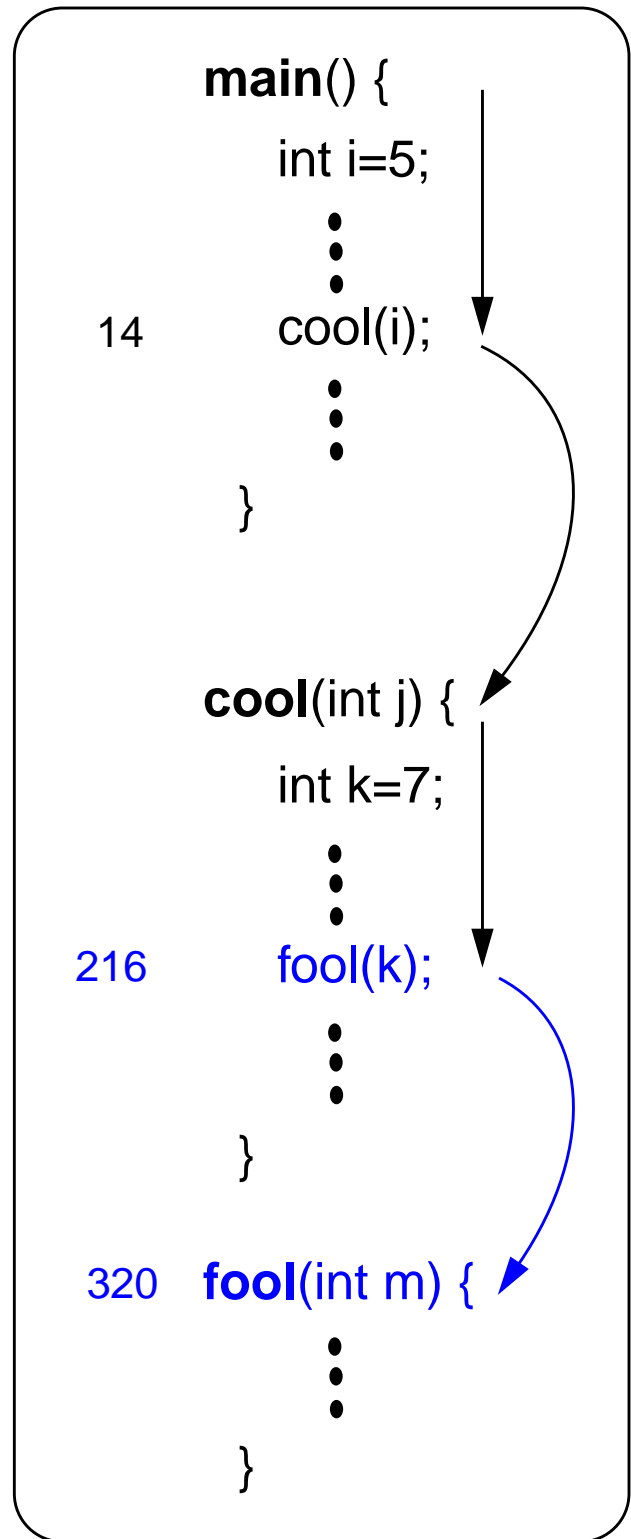 main() {
int i=5;
14 cool(i);
}
cool(int j) {
int k=7;
216 fool(k);
}
320 fool(int m) {
}